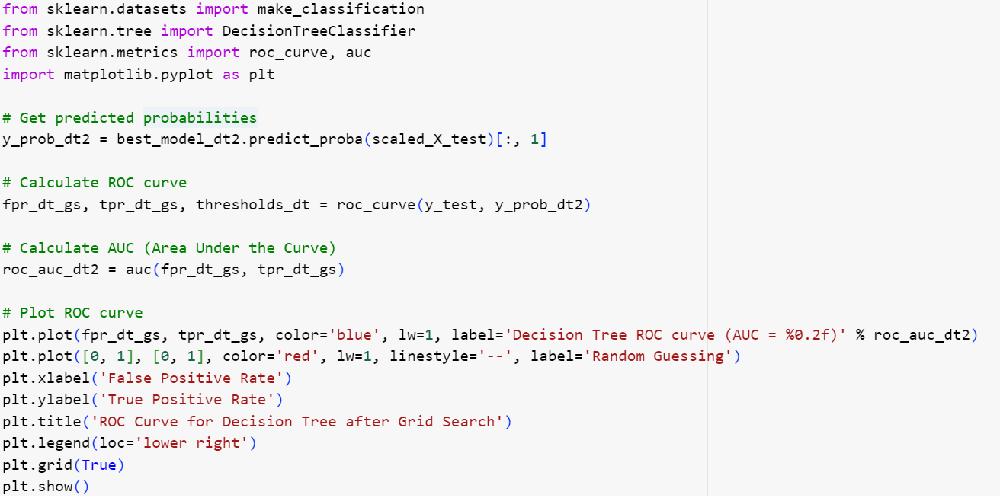 from sklearn.datasets import make_classification
from sklearn.tree import DecisionTreeClassifier
from sklearn.metrics import roc_curve, auc
import matplotlib.pyplot as plt
# Get predicted probabilities
y_prob_dt2 = best_model_dt2.predict_proba(scaled_X_test)[:, 1]
# Calculate ROC curve
fpr_dt_gs, tpr_dt_gs, thresholds_dt = roc_curve(y_test, y_prob_dt2)
# Calculate AUC (Area Under the Curve)
roc_auc_dt2 = auc(fpr_dt_gs, tpr_dt_gs)
# Plot ROC curve
plt.plot(fpr_dt_gs, tpr_dt_gs, color='blue', lw=1, label='Decision Tree ROC curve (AUC = %0.2f)' % roc_auc_dt2)
plt.plot([0, 1], [0, 1], color='red', lw=1, linestyle='--', label='Random Guessing')
plt.xlabel('False Positive Rate')
plt.ylabel('True Positive Rate')
plt.title('ROC Curve for Decision Tree after Grid Search')
plt.legend(loc='lower right')
plt.grid(True)
plt.show()